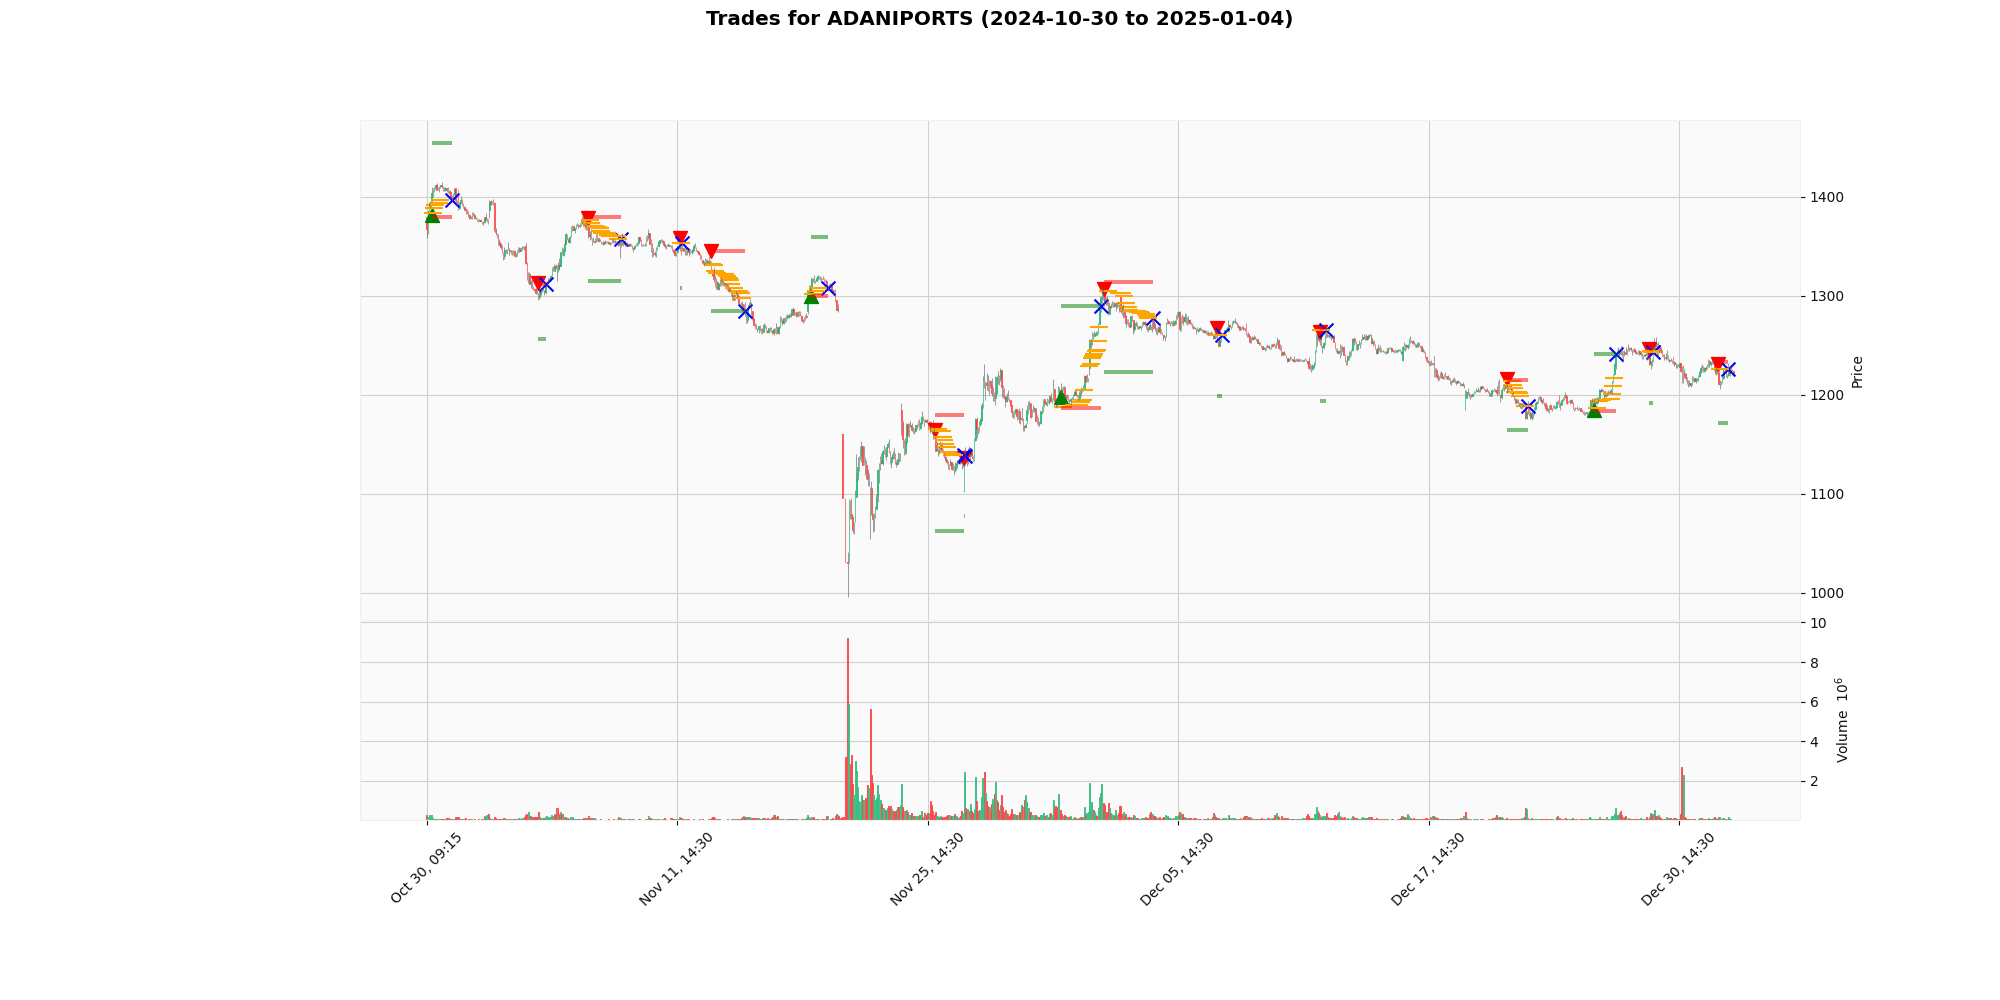 Trades for ADANIPORTS (2024-10-30 to 2025-01-04)
1400
1300
1200
1100
1000
Price
10
8
6
4
2
Volume 10⁶
Oct 30, 09:15
Nov 11, 14:30
Nov 25, 14:30
Dec 05, 14:30
Dec 17, 14:30
Dec 30, 14:30